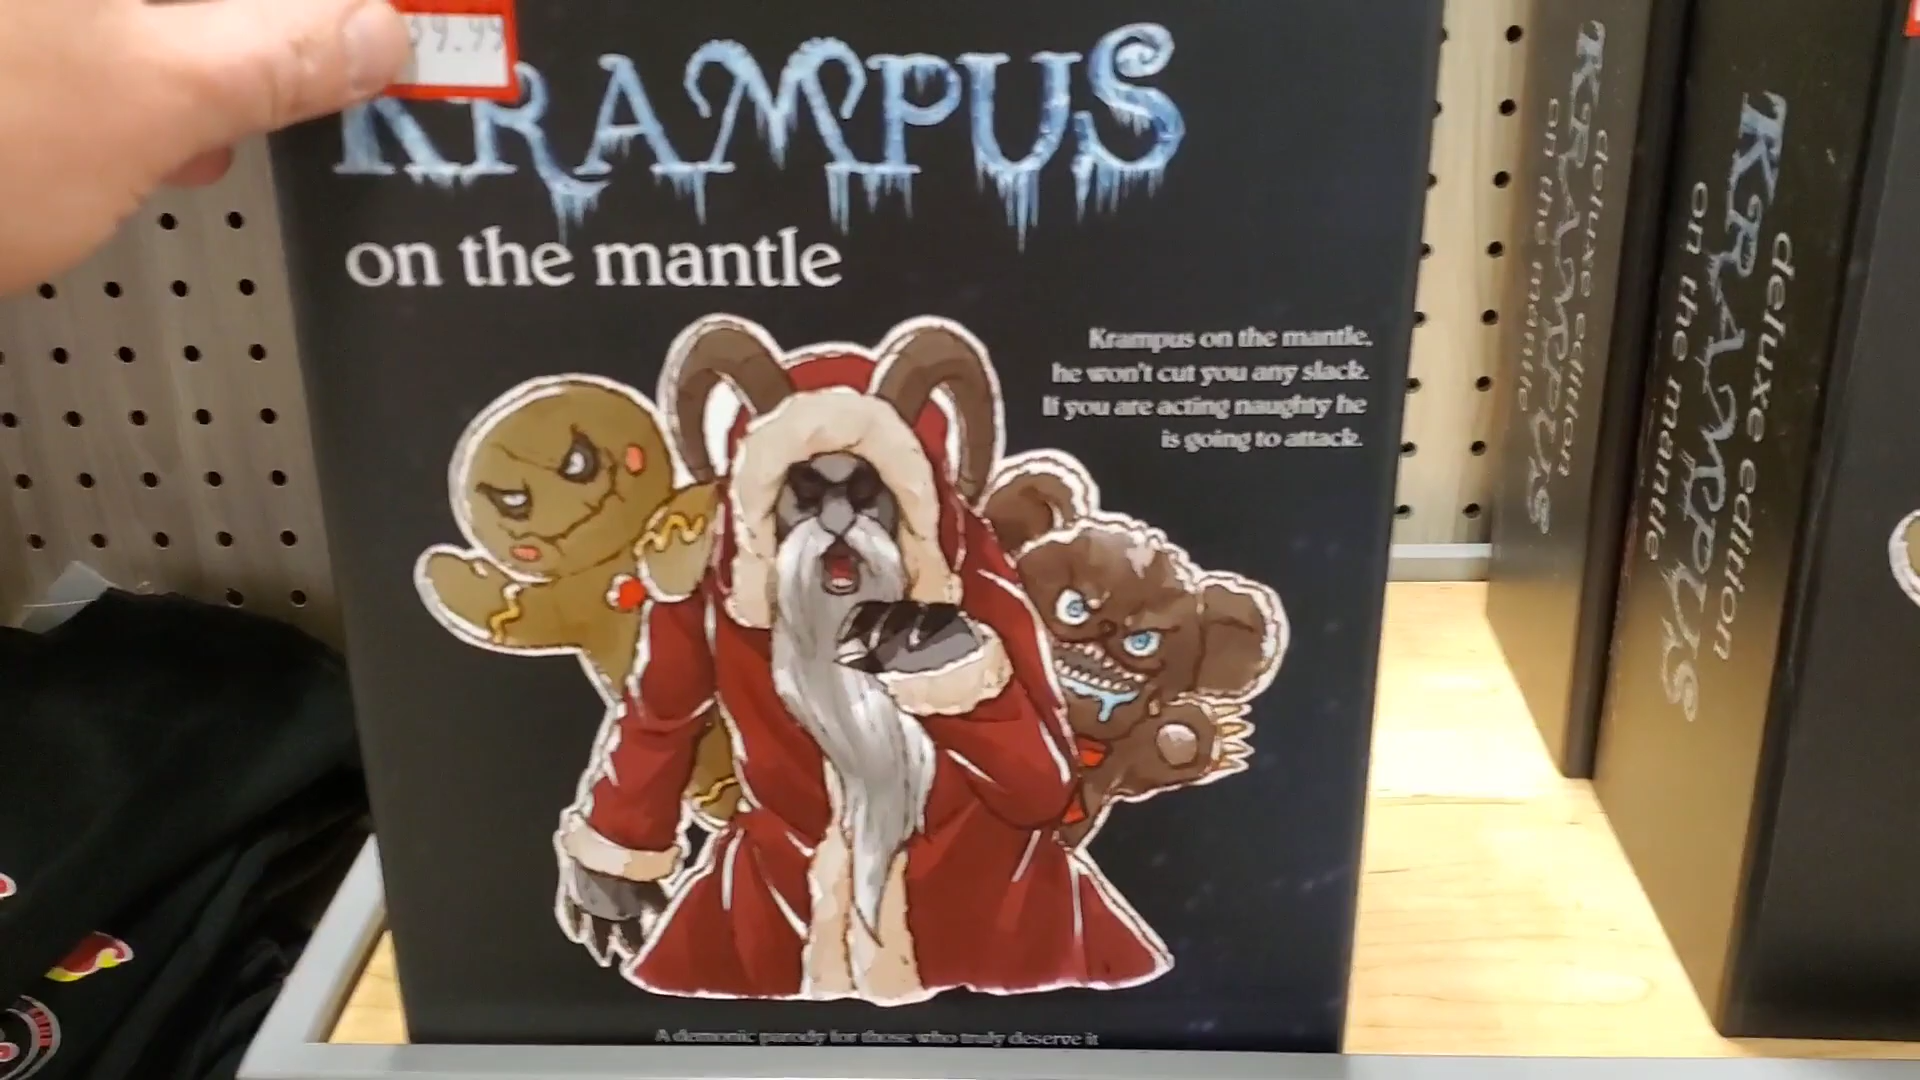 9.99
KRAMPUS
on the mantle
Krampus on the mantle,
he won't cut you any slack.
If you are acting naughty he
is going to attack.
A demonic parody for those who truly deserve it
deluxe edition
KRAMPUS
on the mantle
deluxe edition
KRAMPUS
on the mantle